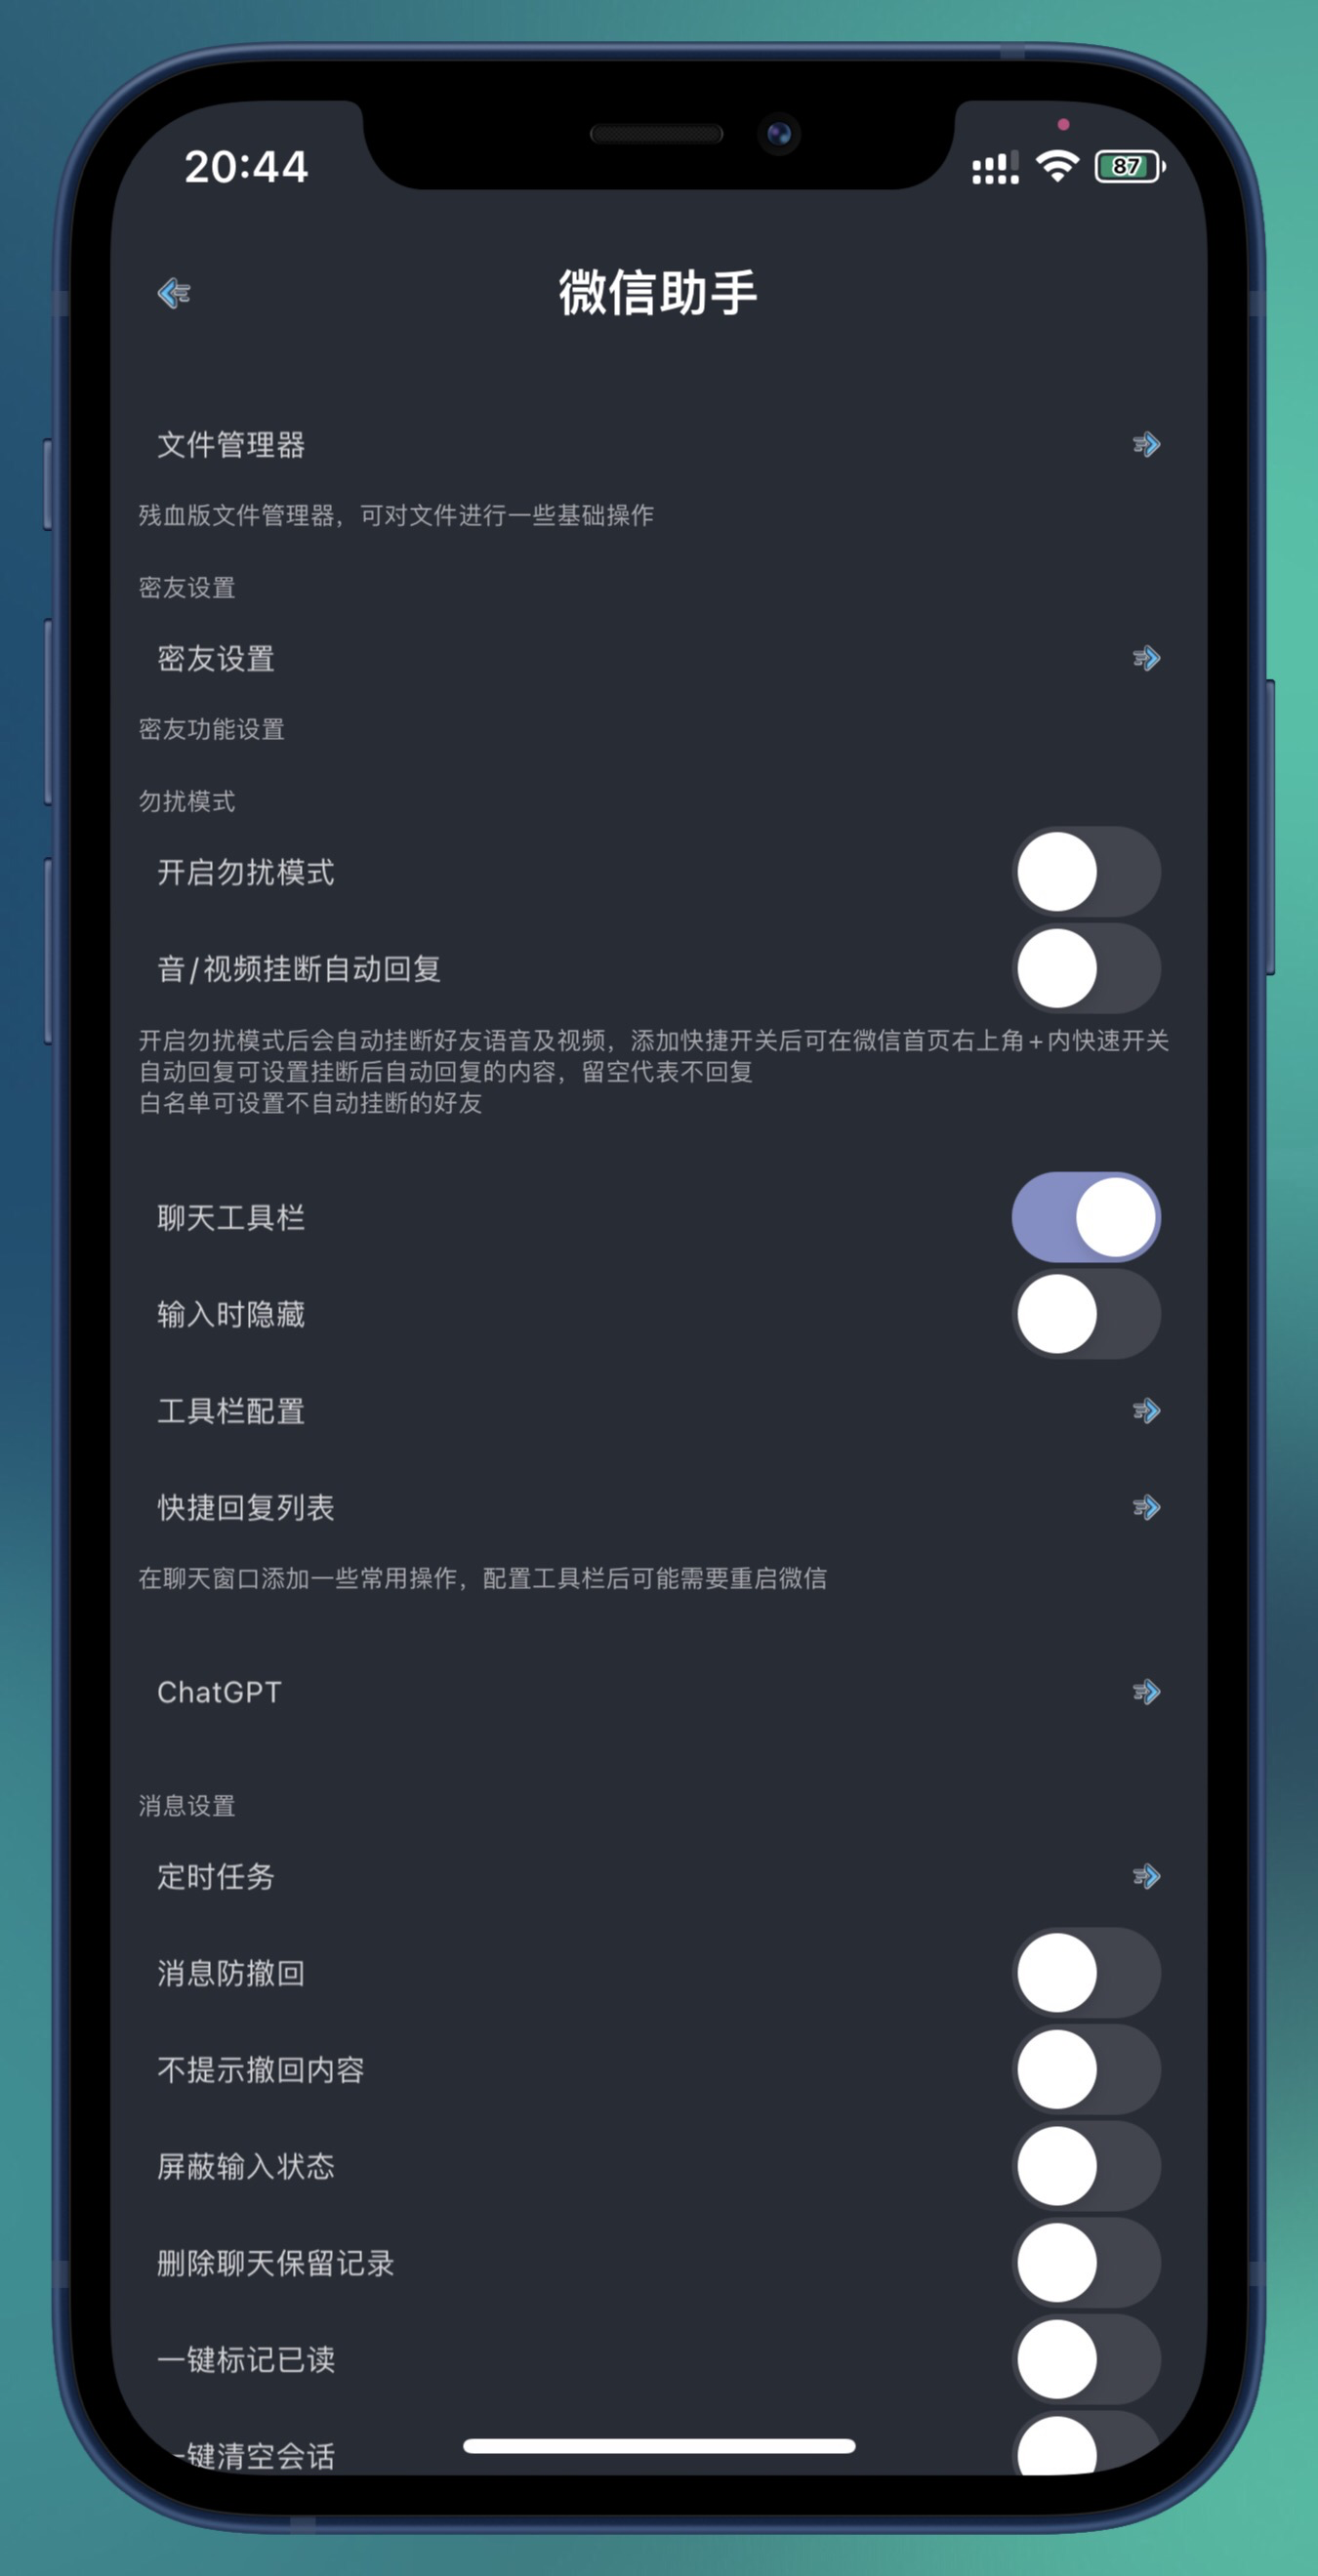 20:44
87
微信助手
文件管理器
残血版文件管理器，可对文件进行一些基础操作
密友设置
密友设置
密友功能设置
勿扰模式
开启勿扰模式
音/视频挂断自动回复
开启勿扰模式后会自动挂断好友语音及视频，添加快捷开关后可在微信首页右上角+内快速开关
自动回复可设置挂断后自动回复的内容，留空代表不回复
白名单可设置不自动挂断的好友
聊天工具栏
输入时隐藏
工具栏配置
快捷回复列表
在聊天窗口添加一些常用操作，配置工具栏后可能需要重启微信
ChatGPT
消息设置
定时任务
消息防撤回
不提示撤回内容
屏蔽输入状态
删除聊天保留记录
一键标记已读
一键清空会话